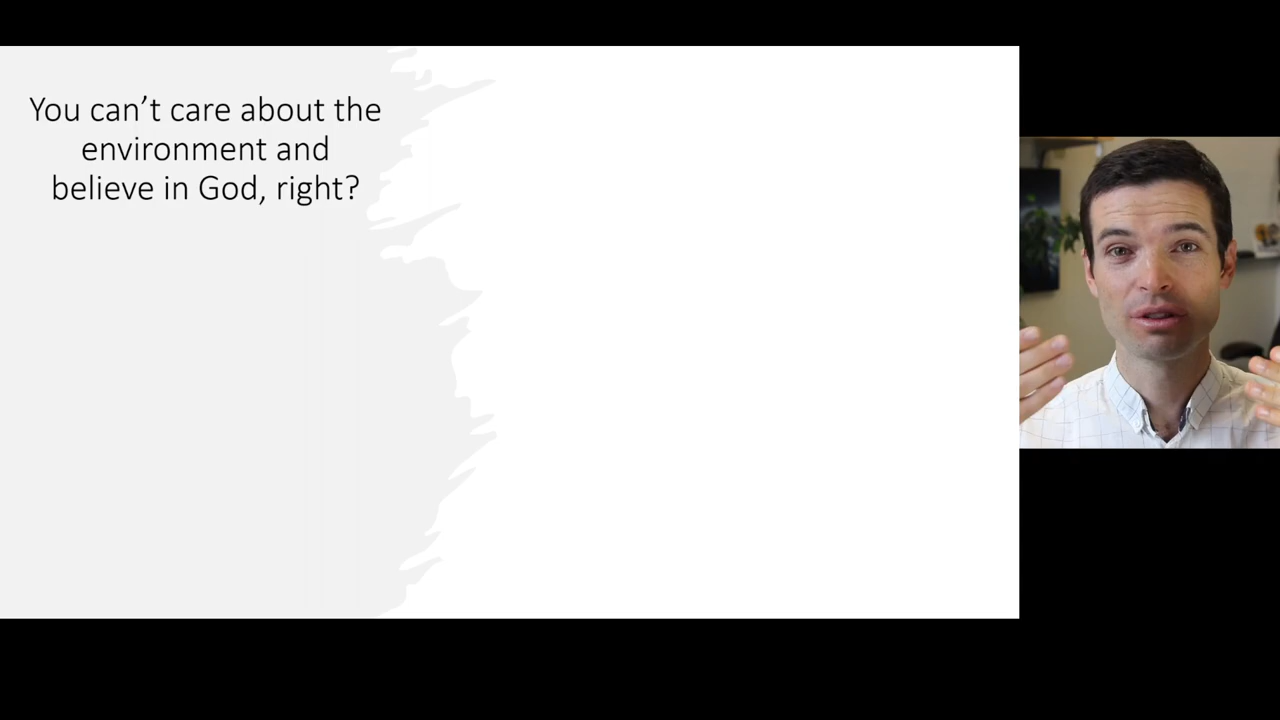 You can’t care about the
environment and
believe in God, right?